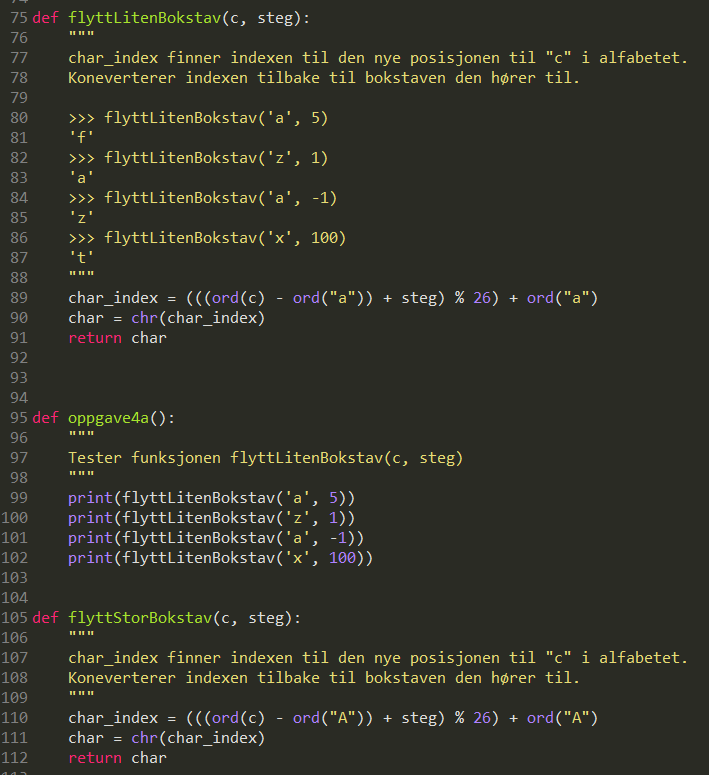 75 def flyttLitenBokstav(c, steg):
76     """
77     char_index finner indexen til den nye posisjonen til "c" i alfabetet.
78     Koneverterer indexen tilbake til bokstaven den hører til.
79
80     >>> flyttLitenBokstav('a', 5)
81     'f'
82     >>> flyttLitenBokstav('z', 1)
83     'a'
84     >>> flyttLitenBokstav('a', -1)
85     'z'
86     >>> flyttLitenBokstav('x', 100)
87     't'
88     """
89     char_index = (((ord(c) - ord("a")) + steg) % 26) + ord("a")
90     char = chr(char_index)
91     return char
92
93
94
95 def oppgave4a():
96     """
97     Tester funksjonen flyttLitenBokstav(c, steg)
98     """
99     print(flyttLitenBokstav('a', 5))
100     print(flyttLitenBokstav('z', 1))
101     print(flyttLitenBokstav('a', -1))
102     print(flyttLitenBokstav('x', 100))
103
104
105 def flyttStorBokstav(c, steg):
106     """
107     char_index finner indexen til den nye posisjonen til "c" i alfabetet.
108     Koneverterer indexen tilbake til bokstaven den hører til.
109     """
110     char_index = (((ord(c) - ord("A")) + steg) % 26) + ord("A")
111     char = chr(char_index)
112     return char